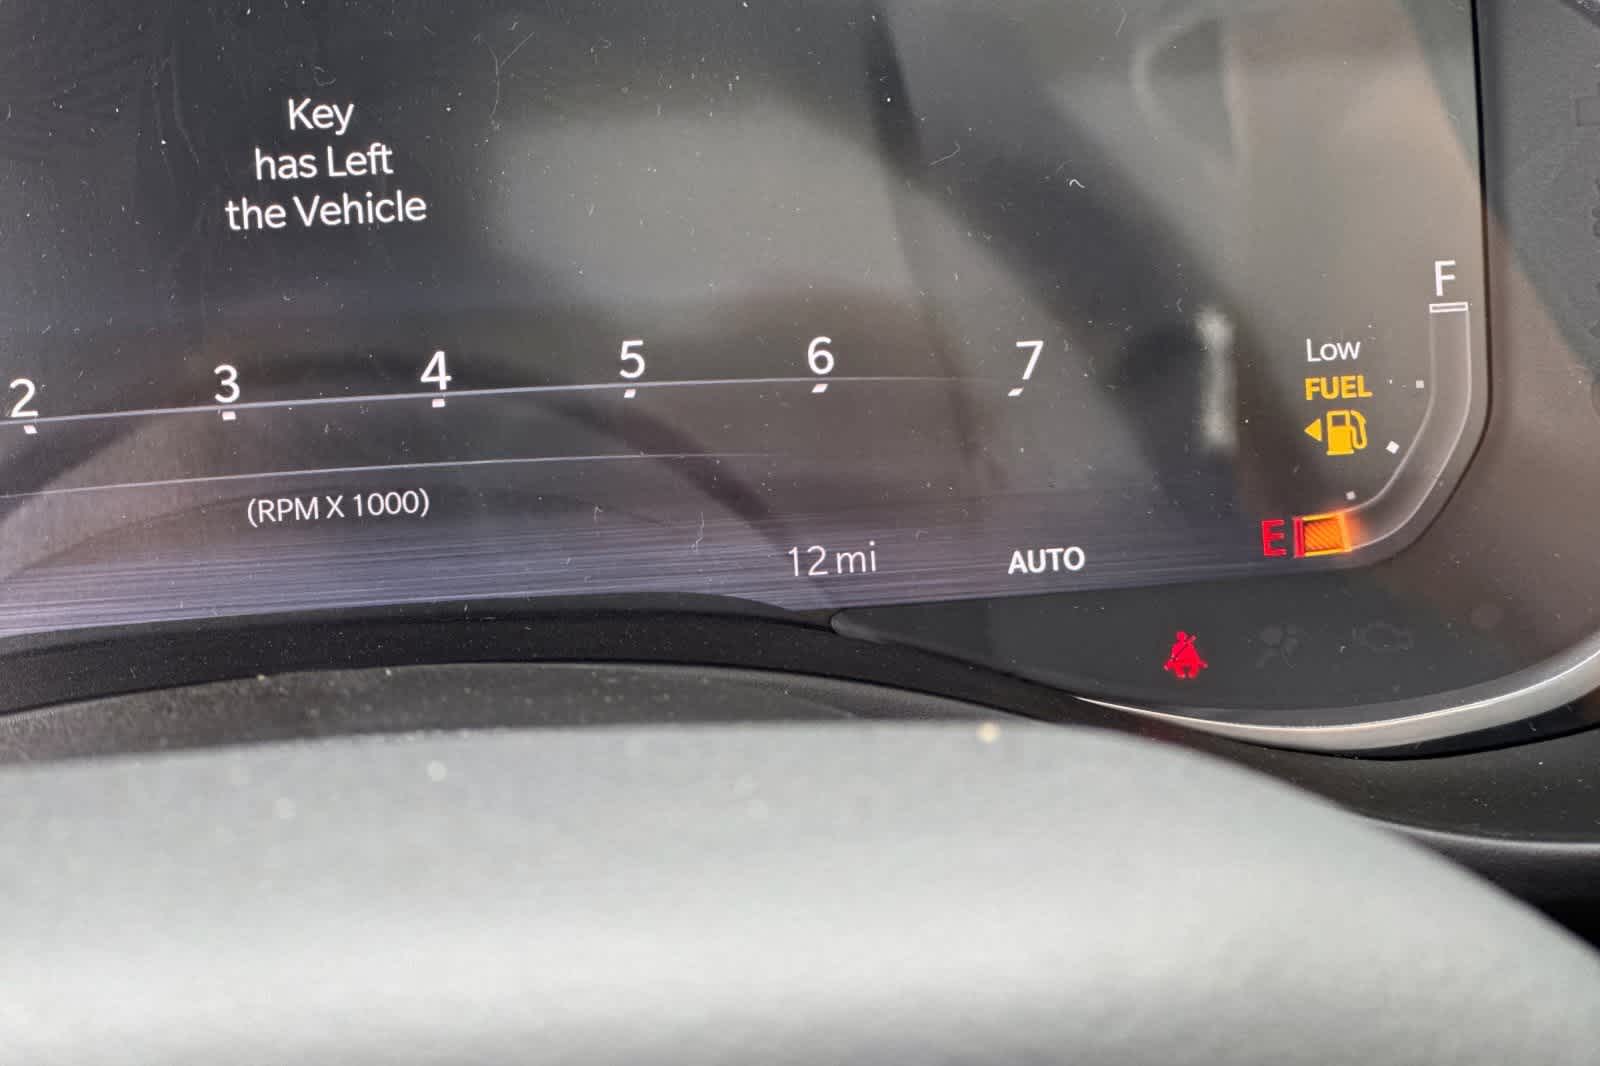 Key
has Left
the Vehicle
F
Low
FUEL
2 3 4 5 6 7
(RPM X 1000)
E
12 mi
AUTO